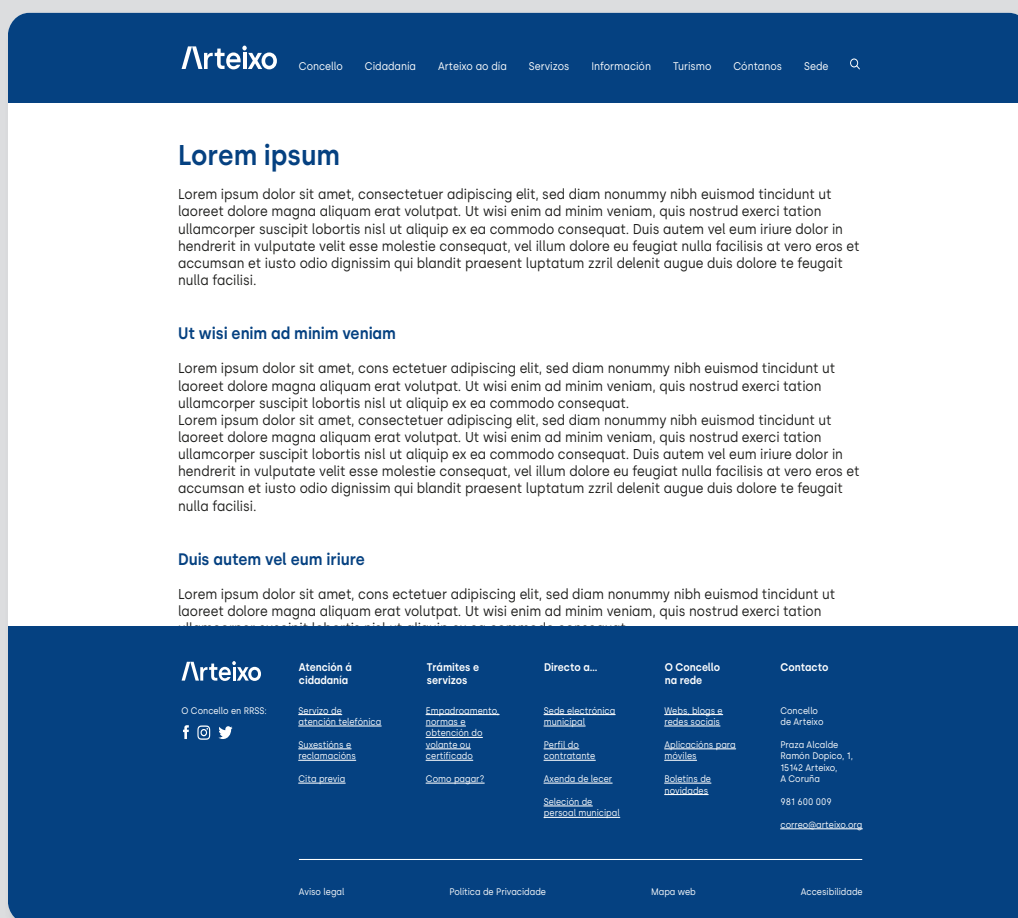 Arteixo
Concello Cidadanía Arteixo ao día Servizos Información Turismo Cóntanos Sede
Lorem ipsum
Lorem ipsum dolor sit amet, consectetuer adipiscing elit, sed diam nonummy nibh euismod tincidunt ut
laoreet dolore magna aliquam erat volutpat. Ut wisi enim ad minim veniam, quis nostrud exerci tation
ullamcorper suscipit lobortis nisl ut aliquip ex ea commodo consequat. Duis autem vel eum iriure dolor in
hendrerit in vulputate velit esse molestie consequat, vel illum dolore eu feugiat nulla facilisis at vero eros et
accumsan et iusto odio dignissim qui blandit praesent luptatum zzril delenit augue duis dolore te feugait
nulla facilisi.
Ut wisi enim ad minim veniam
Lorem ipsum dolor sit amet, cons ectetuer adipiscing elit, sed diam nonummy nibh euismod tincidunt ut
laoreet dolore magna aliquam erat volutpat. Ut wisi enim ad minim veniam, quis nostrud exerci tation
ullamcorper suscipit lobortis nisl ut aliquip ex ea commodo consequat.
Lorem ipsum dolor sit amet, consectetuer adipiscing elit, sed diam nonummy nibh euismod tincidunt ut
laoreet dolore magna aliquam erat volutpat. Ut wisi enim ad minim veniam, quis nostrud exerci tation
ullamcorper suscipit lobortis nisl ut aliquip ex ea commodo consequat. Duis autem vel eum iriure dolor in
hendrerit in vulputate velit esse molestie consequat, vel illum dolore eu feugiat nulla facilisis at vero eros et
accumsan et iusto odio dignissim qui blandit praesent luptatum zzril delenit augue duis dolore te feugait
nulla facilisi.
Duis autem vel eum iriure
Lorem ipsum dolor sit amet, cons ectetuer adipiscing elit, sed diam nonummy nibh euismod tincidunt ut
laoreet dolore magna aliquam erat volutpat. Ut wisi enim ad minim veniam, quis nostrud exerci tation
Arteixo
O Concello en RRSS:
Atención á
cidadanía
Servizo de
atención telefónica
Suxestións e
reclamacións
Cita previa
Trámites e
servizos
Empadroamento,
normas e
obtención do
volante ou
certificado
Como pagar?
Directo a...
Sede electrónica
municipal
Perfil do
contratante
Axenda de lecer
Seleción de
persoal municipal
O Concello
na rede
Webs, blogs e
redes sociais
Aplicacións para
móviles
Boletíns de
novidades
Contacto
Concello
de Arteixo
Praza Alcalde
Ramón Dopico, 1,
15142 Arteixo,
A Coruña
981 600 009
correo@arteixo.org
Aviso legal Política de Privacidade Mapa web Accesibilidade